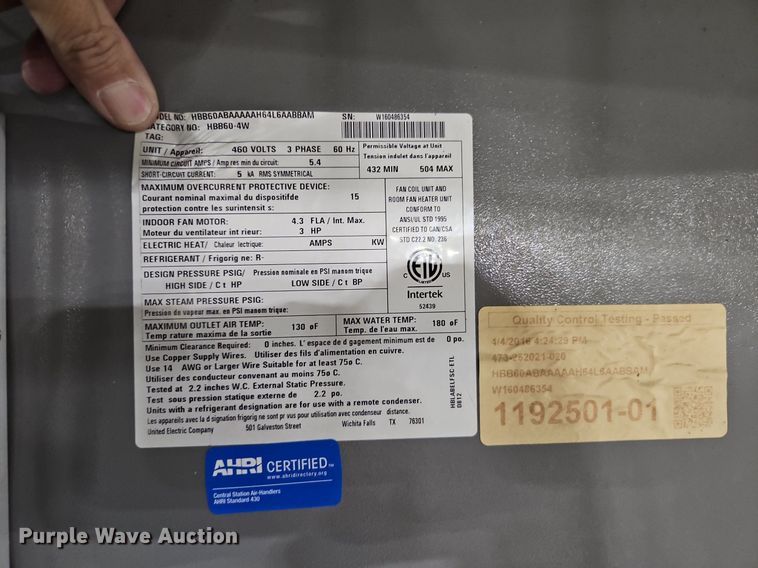 MODEL NO: HBB60ABAAAAAH64L6AABBAM SN: W160486354
CATEGORY NO: HBB60-4W
TAG:
UNIT / Appareil: 460 VOLTS 3 PHASE 60 Hz
MINIMUM CIRCUIT AMPS / Amp res min du circuit: 5.4
SHORT-CIRCUIT CURRENT: 5 kA RMS SYMMETRICAL
Permissible Voltage at Unit
Tension indulet dans l'appareil
432 MIN 504 MAX
MAXIMUM OVERCURRENT PROTECTIVE DEVICE:
Courant nominal maximal du dispositifde 15
protection contre les surintensit s:
INDOOR FAN MOTOR: 4.3 FLA / Int. Max.
Moteur du ventilateur int rieur: 3 HP
ELECTRIC HEAT/ Chaleur lectrique: AMPS KW
REFRIGERANT / Frigorig ne: R-
DESIGN PRESSURE PSIG/ Pression nominale en PSI manom trique
HIGH SIDE / C t HP LOW SIDE / C t BP
MAX STEAM PRESSURE PSIG:
Pression de vapeur max. en PSI manom trique:
FAN COIL UNIT AND
ROOM FAN HEATER UNIT
CONFORM TO
ANSI/UL STD 1995
CERTIFIED TO CAN/CSA
STD C22.2 NO. 236
C ETL US
LISTED
Intertek
52439
MAXIMUM OUTLET AIR TEMP: 130 oF
Temp rature maxima de la sortie
MAX WATER TEMP: 180 oF
Temp. de l'eau max.
Minimum Clearance Required: 0 inches. L' espace de d gagement minimum est de 0 po.
Use Copper Supply Wires. Utiliser des fils d'alimentation en cuivre.
Use 14 AWG or Larger Wire Suitable for at least 75o C.
Utiliser des conducteur convenant au moins 75o C.
Tested at 2.2 inches W.C. External Static Pressure.
Test sous pression statique externe de 2.2 po.
Units with a refrigerant designation are for use with a remote condenser.
Les appareils avec la d signation frigorig ne sont pr vus pour utilisation avec condenseur distance.
United Electric Company 501 Galveston Street Wichita Falls TX 76301
HBLABELFSC-ETL
0812
Quality Control Testing - Passed
4/4/2016 4:24:29 PM
473-252021-020
HBB60ABAAAAAH64L6AABBAM
W160486354
1192501-01
AHRI CERTIFIED™
www.ahridirectory.org
Central Station Air-Handlers
AHRI Standard 430
Purple Wave Auction